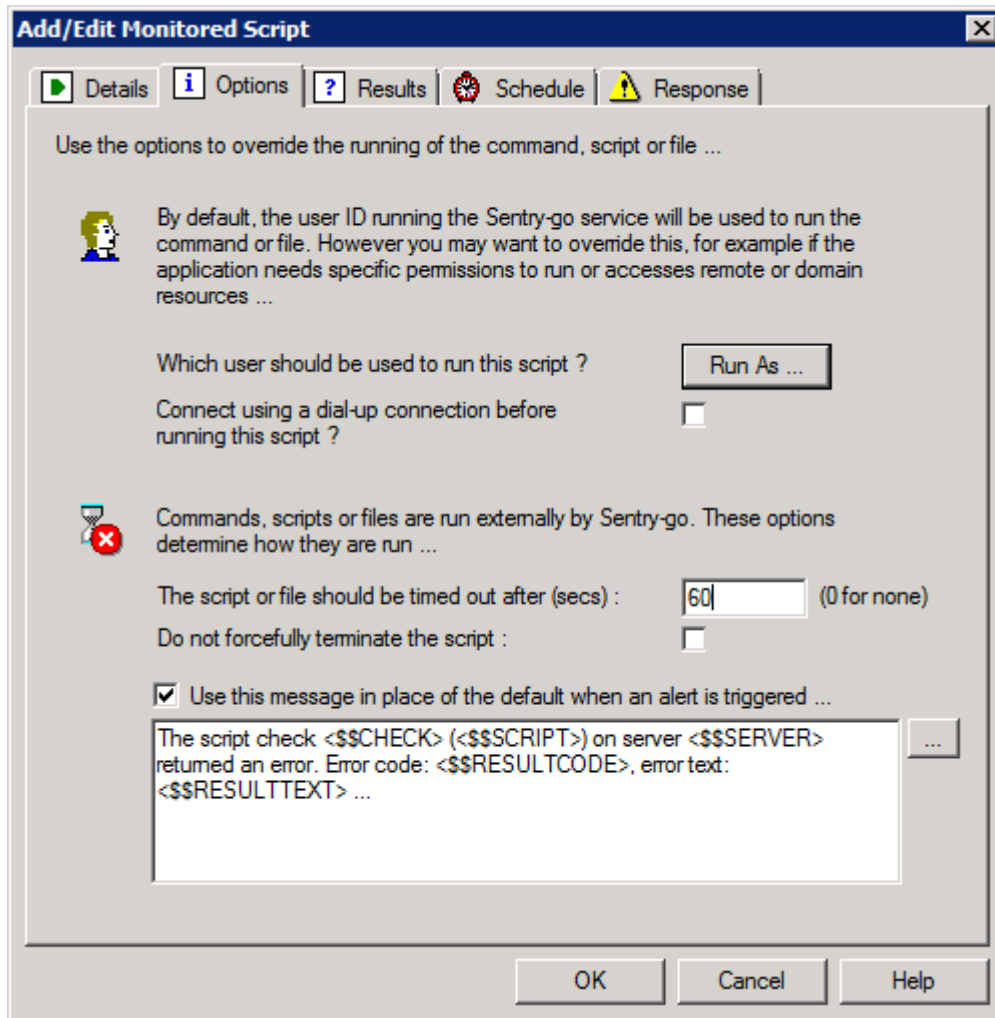 Add/Edit Monitored Script
Details
Options
Results
Schedule
Response
Use the options to override the running of the command, script or file ...
By default, the user ID running the Sentry-go service will be used to run the
command or file. However you may want to override this, for example if the
application needs specific permissions to run or accesses remote or domain
resources ...
Which user should be used to run this script ?
Run As ...
Connect using a dial-up connection before
running this script ?
Commands, scripts or files are run externally by Sentry-go. These options
determine how they are run ...
The script or file should be timed out after (secs) :
60
(0 for none)
Do not forcefully terminate the script :
Use this message in place of the default when an alert is triggered ...
The script check <$$CHECK> (<$$SCRIPT>) on server <$$SERVER>
returned an error. Error code: <$$RESULTCODE>, error text:
<$$RESULTTEXT> ...
...
OK
Cancel
Help